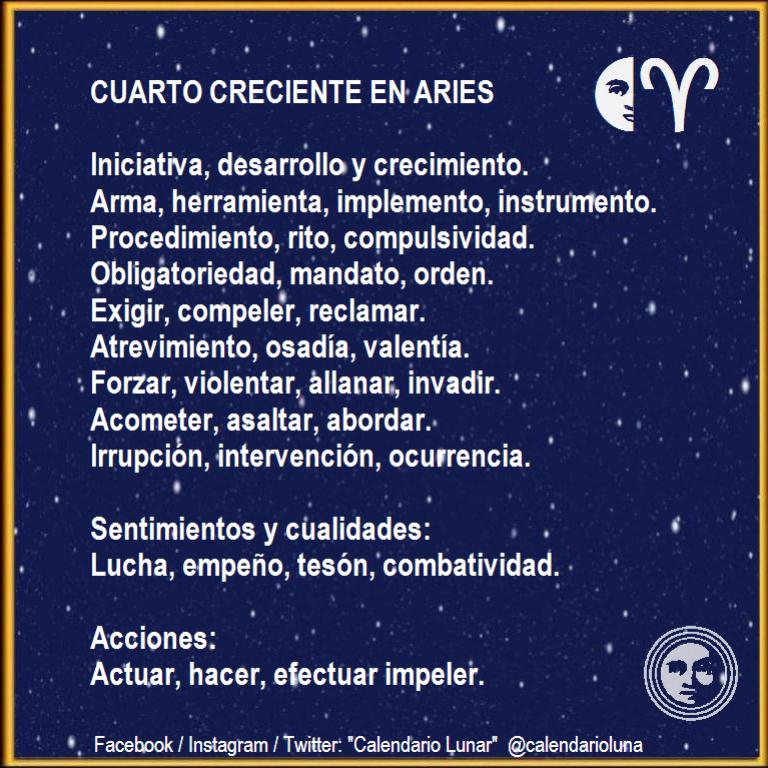 CUARTO CRECIENTE EN ARIES
Iniciativa, desarrollo y crecimiento.
Arma, herramienta, implemento, instrumento.
Procedimiento, rito, compulsividad.
Obligatoriedad, mandato, orden.
Exigir, compeler, reclamar.
Atrevimiento, osadía, valentía.
Forzar, violentar, allanar, invadir.
Acometer, asaltar, abordar.
Irrupción, intervención, ocurrencia.
Sentimientos y cualidades:
Lucha, empeño, tesón, combatividad.
Acciones:
Actuar, hacer, efectuar impeler.
Facebook / Instagram / Twitter: "Calendario Lunar" @calendarioluna